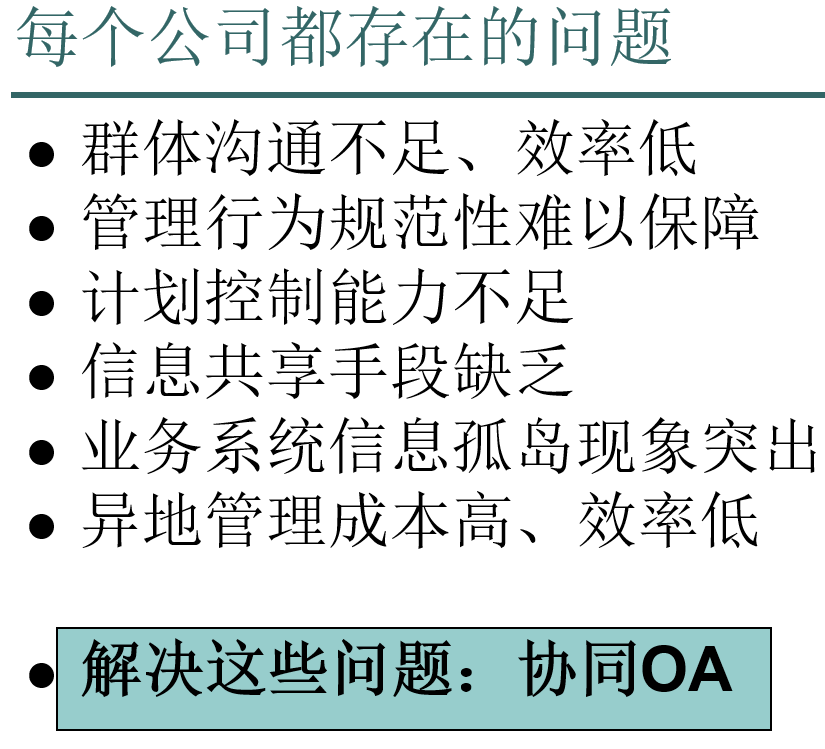 每个公司都存在的问题
● 群体沟通不足、效率低
● 管理行为规范性难以保障
● 计划控制能力不足
● 信息共享手段缺乏
● 业务系统信息孤岛现象突出
● 异地管理成本高、效率低
● 解决这些问题：协同OA